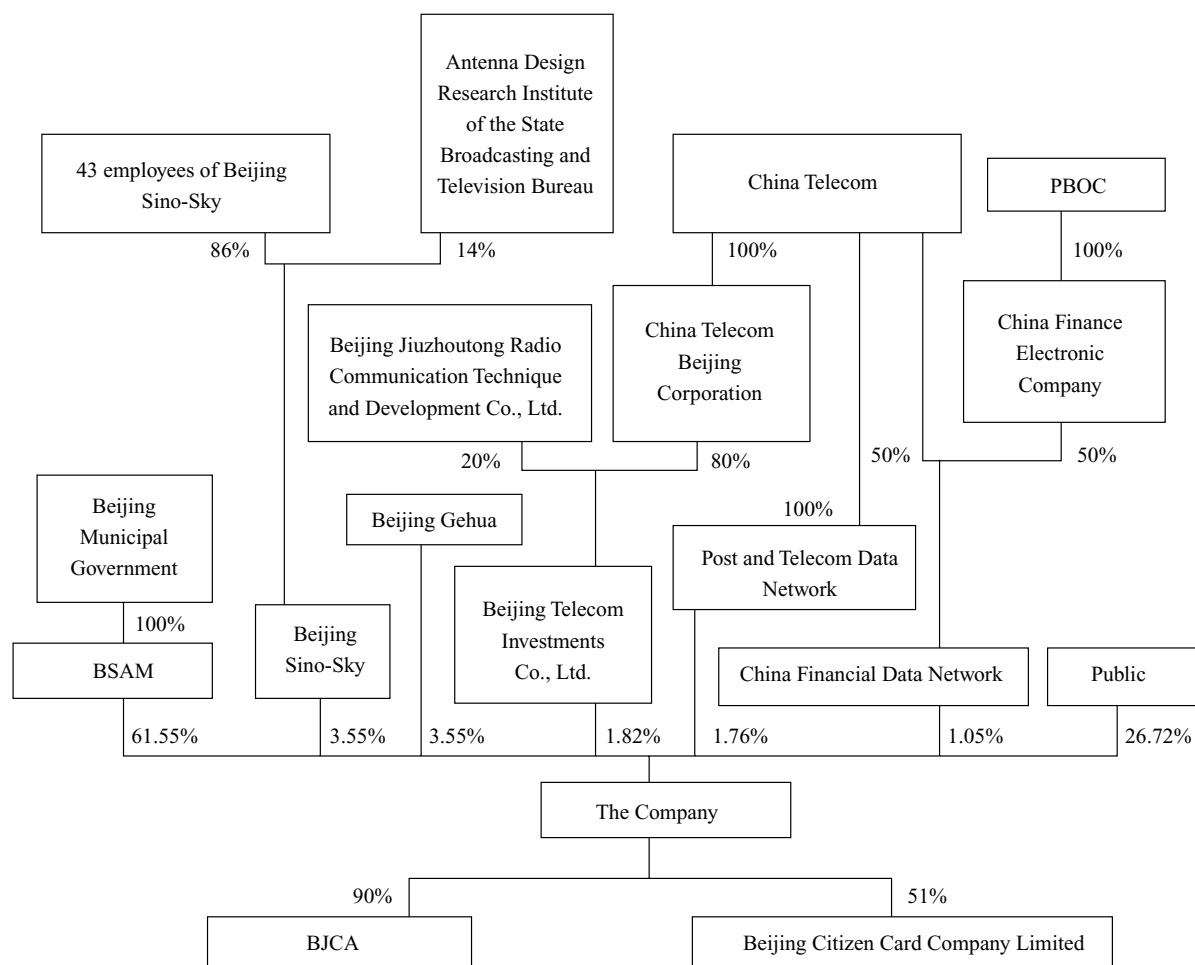 Antenna Design
Research Institute
of the State
Broadcasting and
Television Bureau
43 employees of Beijing
Sino-Sky
China Telecom
PBOC
86%
14%
100%
100%
Beijing Jiuzhoutong Radio
Communication Technique
and Development Co., Ltd.
China Telecom
Beijing
Corporation
China Finance
Electronic
Company
20%
80%
50%
50%
Beijing
Municipal
Government
Beijing Gehua
100%
Post and Telecom Data
Network
100%
BSAM
Beijing
Sino-Sky
Beijing Telecom
Investments
Co., Ltd.
China Financial Data Network
Public
61.55%
3.55%
3.55%
1.82%
1.76%
1.05%
26.72%
The Company
90%
51%
BJCA
Beijing Citizen Card Company Limited